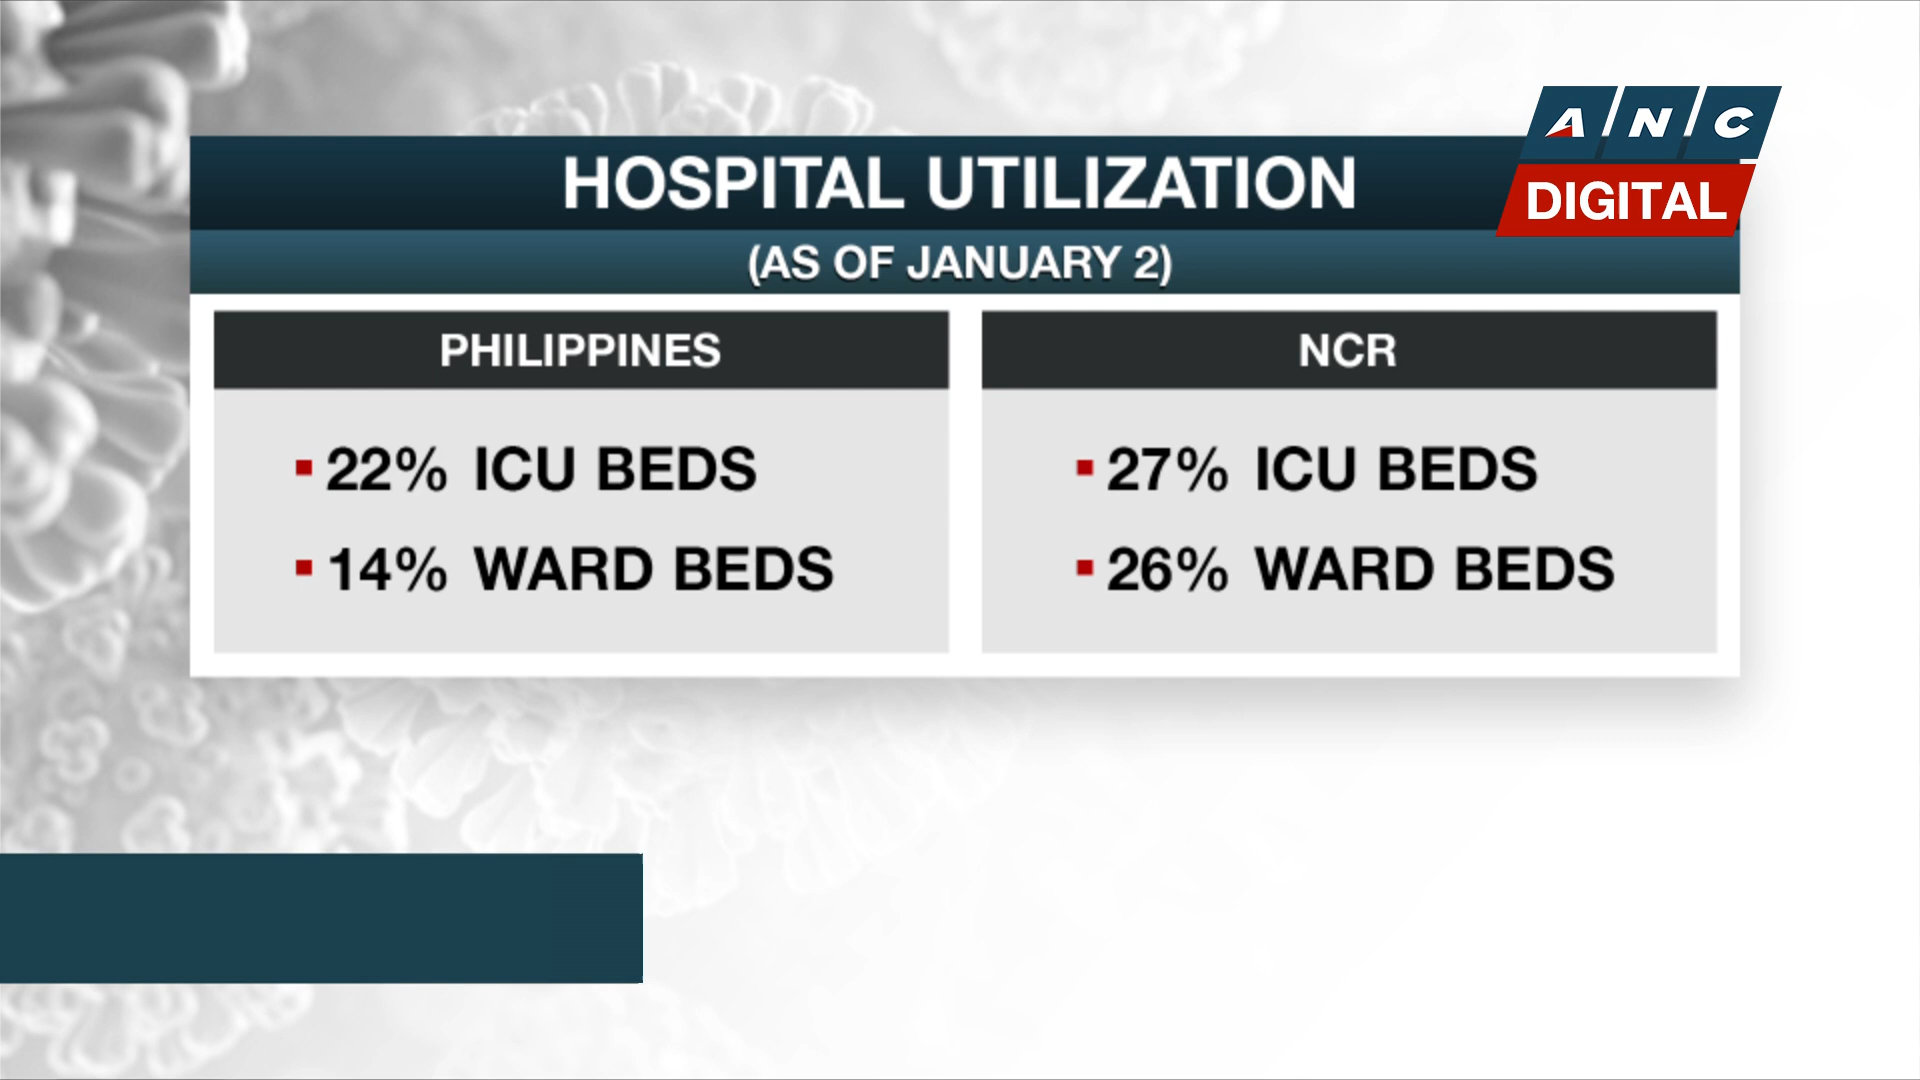 ANC
DIGITAL
HOSPITAL UTILIZATION
(AS OF JANUARY 2)
PHILIPPINES
▪ 22% ICU BEDS
▪ 14% WARD BEDS
NCR
▪ 27% ICU BEDS
▪ 26% WARD BEDS